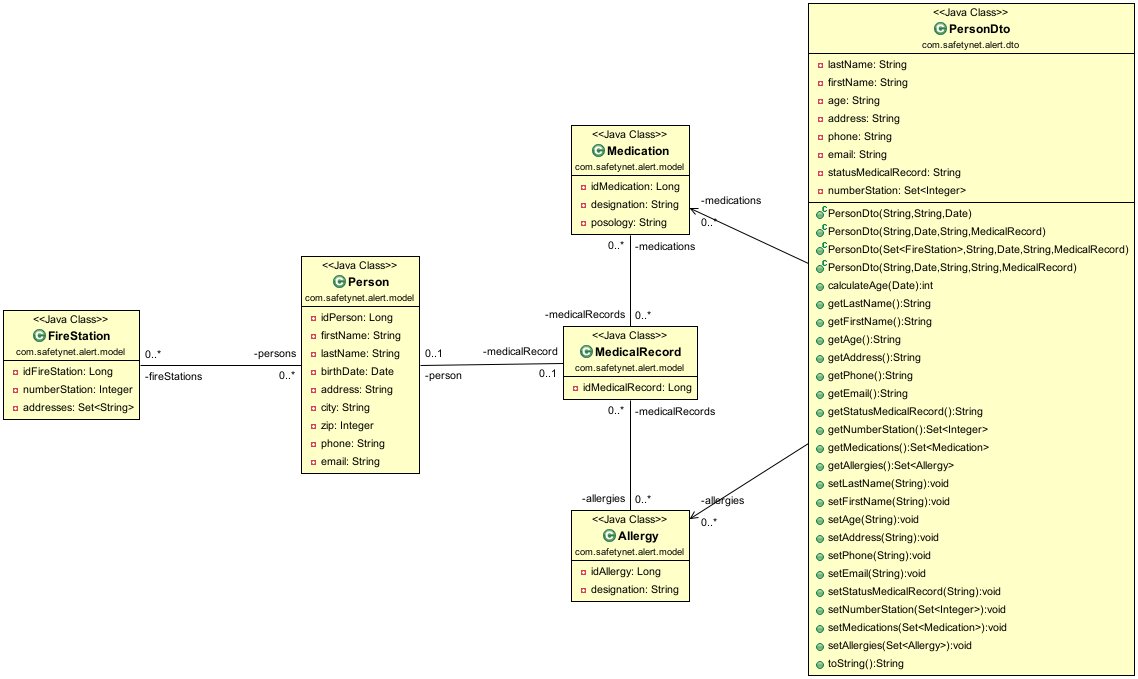 <<Java Class>>
FireStation
com.safetynet.alert.model
idFireStation: Long
numberStation: Integer
addresses: Set<String>
0..*
-fireStations
-persons
0..*
<<Java Class>>
Person
com.safetynet.alert.model
idPerson: Long
firstName: String
lastName: String
birthDate: Date
address: String
city: String
zip: Integer
phone: String
email: String
0..1
-person
-medicalRecord
0..1
<<Java Class>>
Medication
com.safetynet.alert.model
idMedication: Long
designation: String
posology: String
0..*
-medications
-medicalRecords
0..*
<<Java Class>>
MedicalRecord
com.safetynet.alert.model
idMedicalRecord: Long
0..*
-medicalRecords
-allergies
0..*
<<Java Class>>
Allergy
com.safetynet.alert.model
idAllergy: Long
designation: String
-medications
0..*
-allergies
0..*
<<Java Class>>
PersonDto
com.safetynet.alert.dto
lastName: String
firstName: String
age: String
address: String
phone: String
email: String
statusMedicalRecord: String
numberStation: Set<Integer>
PersonDto(String,String,Date)
PersonDto(String,Date,String,MedicalRecord)
PersonDto(Set<FireStation>,String,Date,String,MedicalRecord)
PersonDto(String,Date,String,String,MedicalRecord)
calculateAge(Date):int
getLastName():String
getFirstName():String
getAge():String
getAddress():String
getPhone():String
getEmail():String
getStatusMedicalRecord():String
getNumberStation():Set<Integer>
getMedications():Set<Medication>
getAllergies():Set<Allergy>
setLastName(String):void
setFirstName(String):void
setAge(String):void
setAddress(String):void
setPhone(String):void
setEmail(String):void
setStatusMedicalRecord(String):void
setNumberStation(Set<Integer>):void
setMedications(Set<Medication>):void
setAllergies(Set<Allergy>):void
toString():String